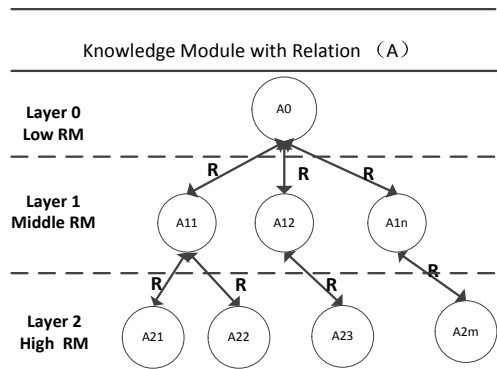 Knowledge Module with Relation （A）
Layer 0
Low RM
A0
R R R
Layer 1
Middle RM
A11 A12 A1n
R R R R
Layer 2
High RM
A21 A22 A23 A2m